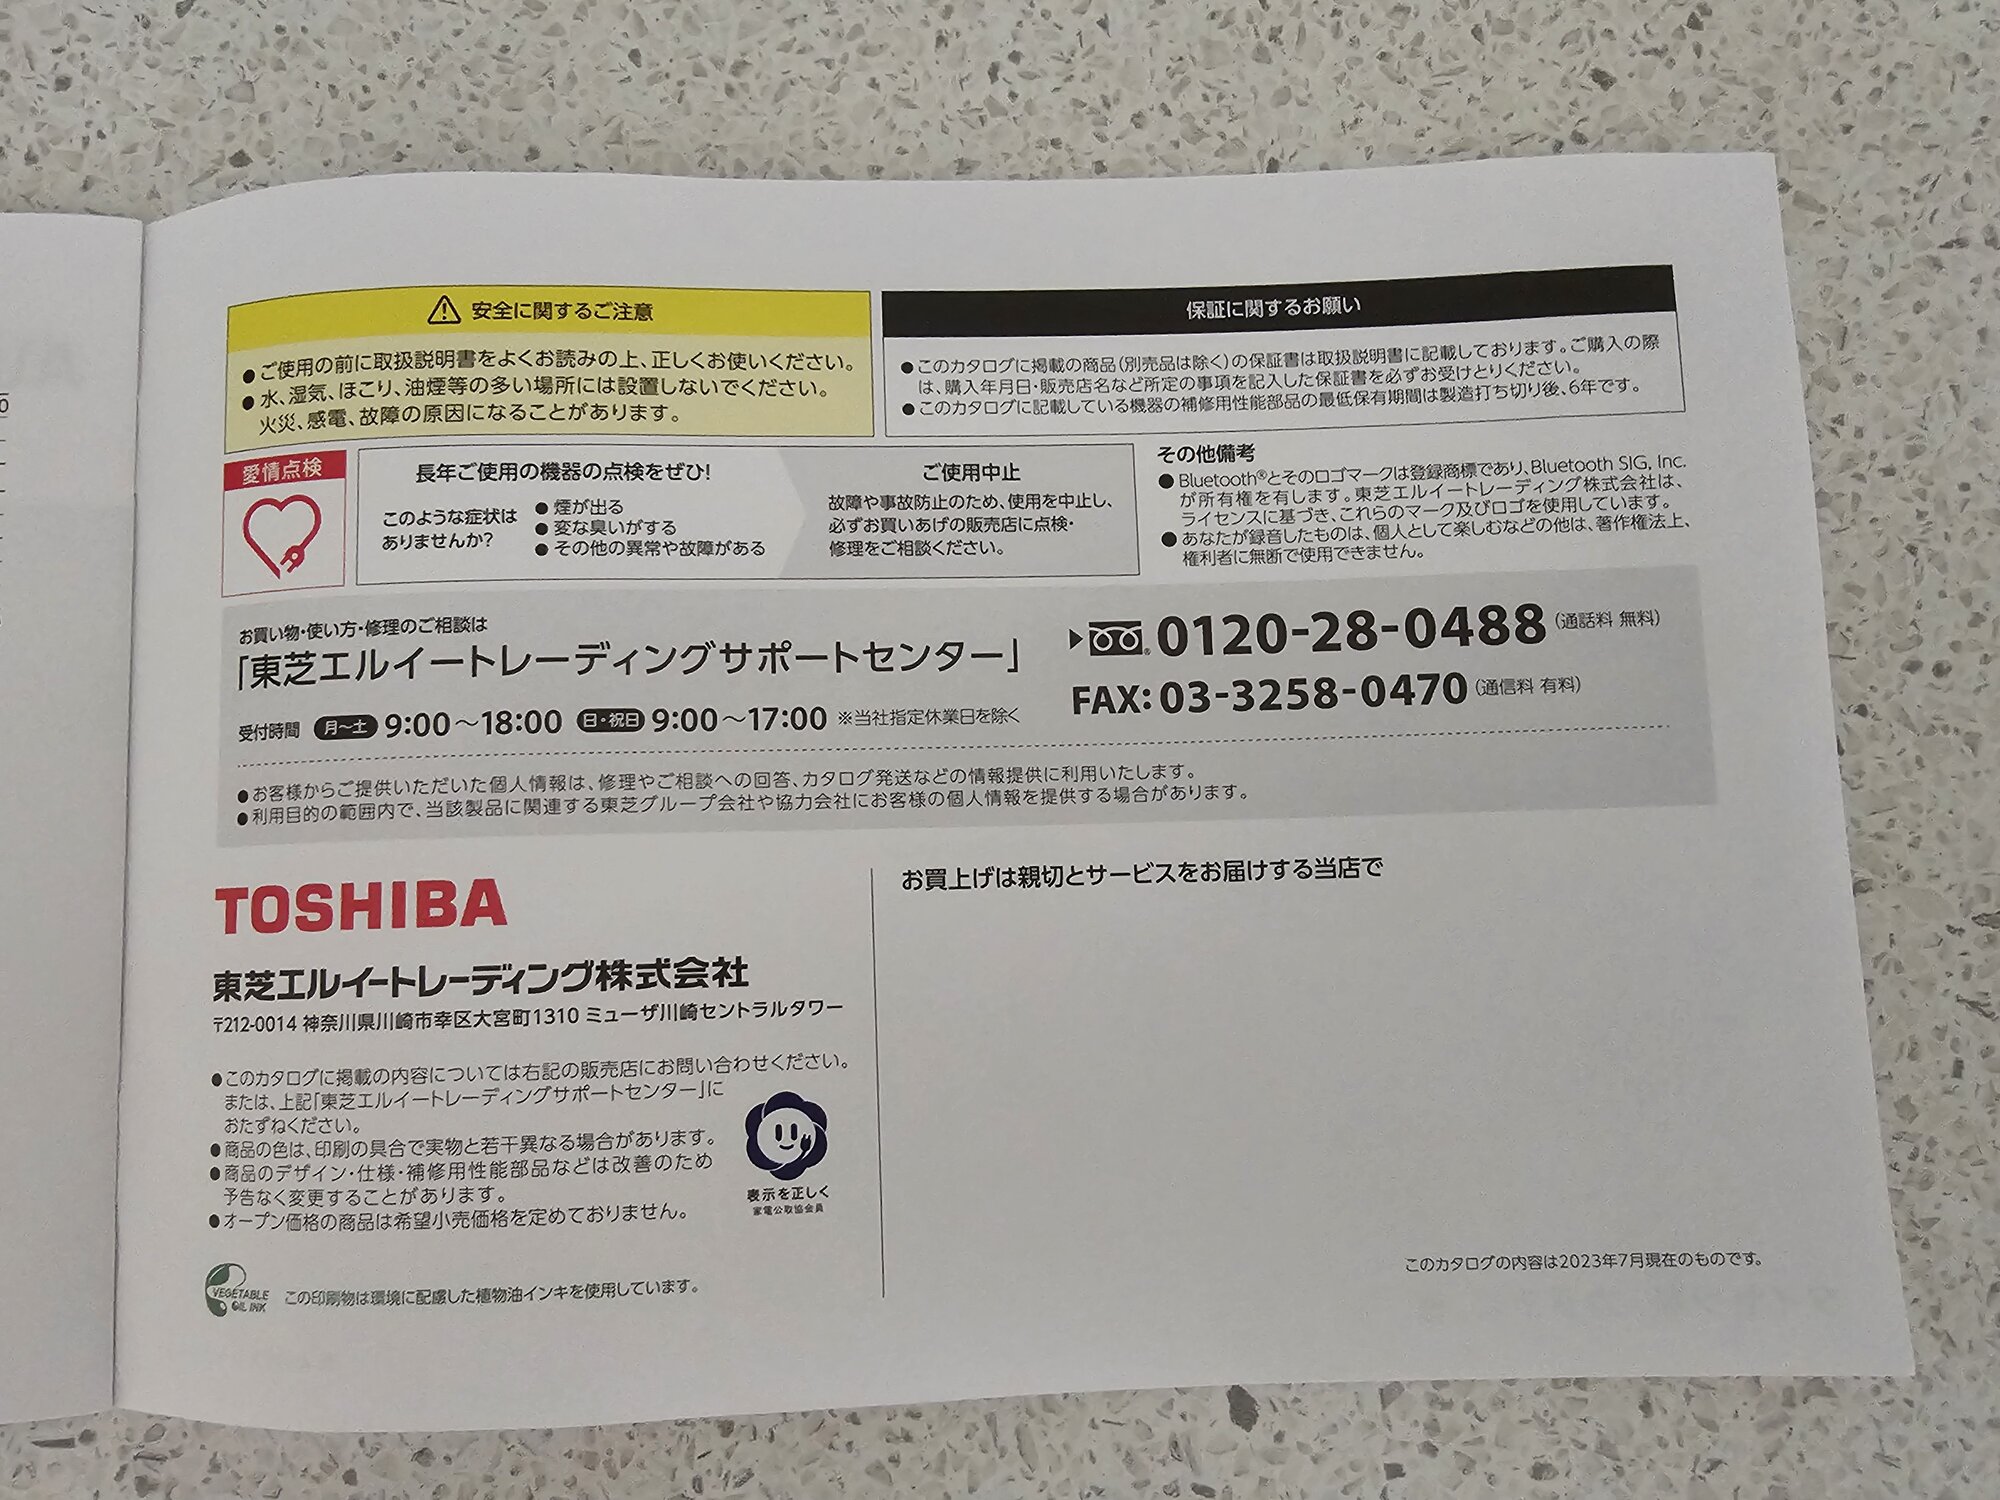 安全に関するご注意
●ご使用の前に取扱説明書をよくお読みの上、正しくお使いください。
●水、湿気、ほこり、油煙等の多い場所には設置しないでください。
火災、感電、故障の原因になることがあります。
保証に関するお願い
●このカタログに掲載の商品(別売品は除く)の保証書は取扱説明書に記載しております。ご購入の際
は、購入年月日・販売店名など所定の事項を記入した保証書を必ずお受けとりください。
●このカタログに記載している機器の補修用性能部品の最低保有期間は製造打ち切り後、6年です。
愛情点検
長年ご使用の機器の点検をぜひ!
このような症状は
ありませんか?
●煙が出る
●変な臭いがする
●その他の異常や故障がある
ご使用中止
故障や事故防止のため、使用を中止し、
必ずお買いあげの販売店に点検・
修理をご相談ください。
その他備考
●Bluetooth®とそのロゴマークは登録商標であり、Bluetooth SIG, Inc.
が所有権を有します。東芝エルイートレーディング株式会社は、
ライセンスに基づき、これらのマーク及びロゴを使用しています。
●あなたが録音したものは、個人として楽しむなどの他は、著作権法上、
権利者に無断で使用できません。
お買い物・使い方・修理のご相談は
「東芝エルイートレーディングサポートセンター」
受付時間 月〜土 9:00〜18:00 日・祝日 9:00〜17:00 ※当社指定休業日を除く
0120-28-0488(通話料 無料)
FAX:03-3258-0470(通信料 有料)
●お客様からご提供いただいた個人情報は、修理やご相談への回答、カタログ発送などの情報提供に利用いたします。
●利用目的の範囲内で、当該製品に関連する東芝グループ会社や協力会社にお客様の個人情報を提供する場合があります。
TOSHIBA
東芝エルイートレーディング株式会社
〒212-0014 神奈川県川崎市幸区大宮町1310 ミューザ川崎セントラルタワー
●このカタログに掲載の内容については右記の販売店にお問い合わせください。
または、上記「東芝エルイートレーディングサポートセンター」に
おたずねください。
●商品の色は、印刷の具合で実物と若干異なる場合があります。
●商品のデザイン・仕様・補修用性能部品などは改善のため
予告なく変更することがあります。
●オープン価格の商品は希望小売価格を定めておりません。
表示を正しく
家電公取協会員
VEGETABLE
OIL INK
この印刷物は環境に配慮した植物油インキを使用しています。
お買上げは親切とサービスをお届けする当店で
このカタログの内容は2023年7月現在のものです。